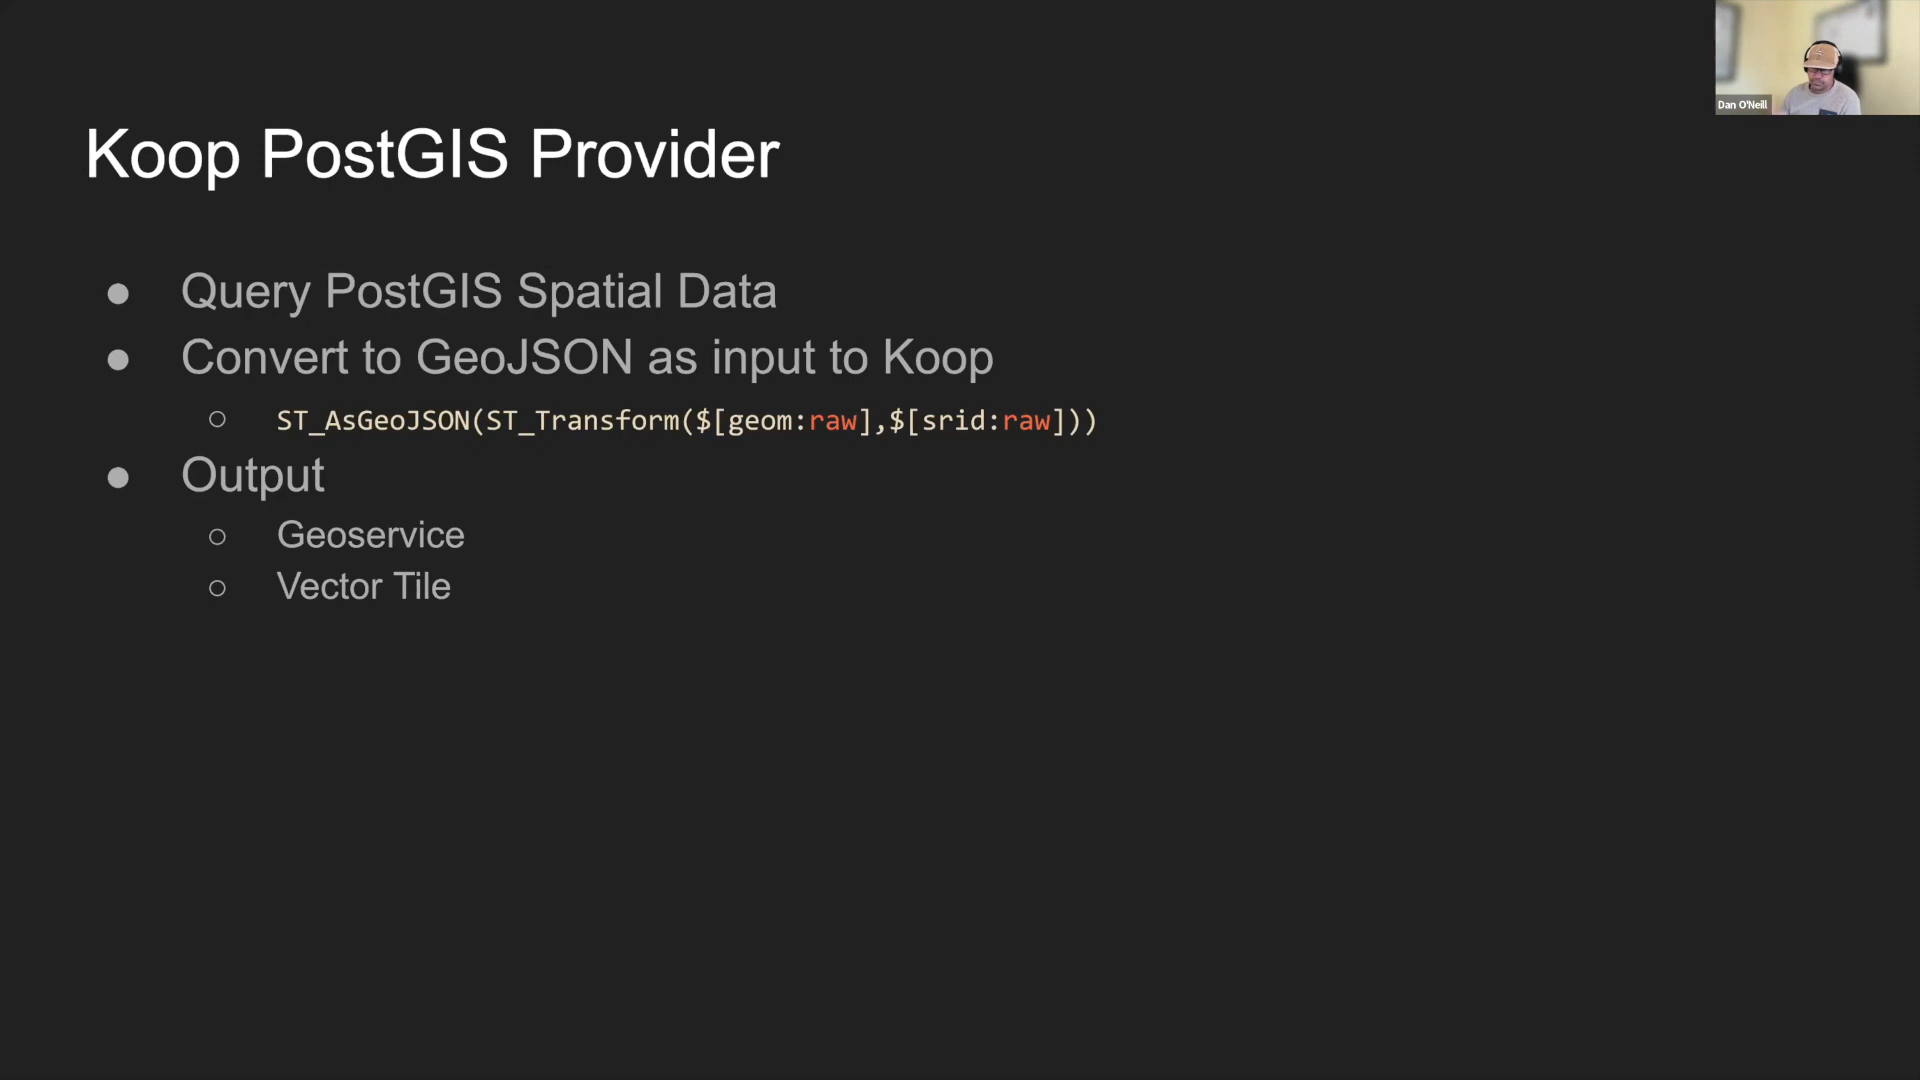 Dan O'Neill
Koop PostGIS Provider
Query PostGIS Spatial Data
Convert to GeoJSON as input to Koop
ST_AsGeoJSON(ST_Transform($[geom:raw],$[srid:raw]))
Output
Geoservice
Vector Tile